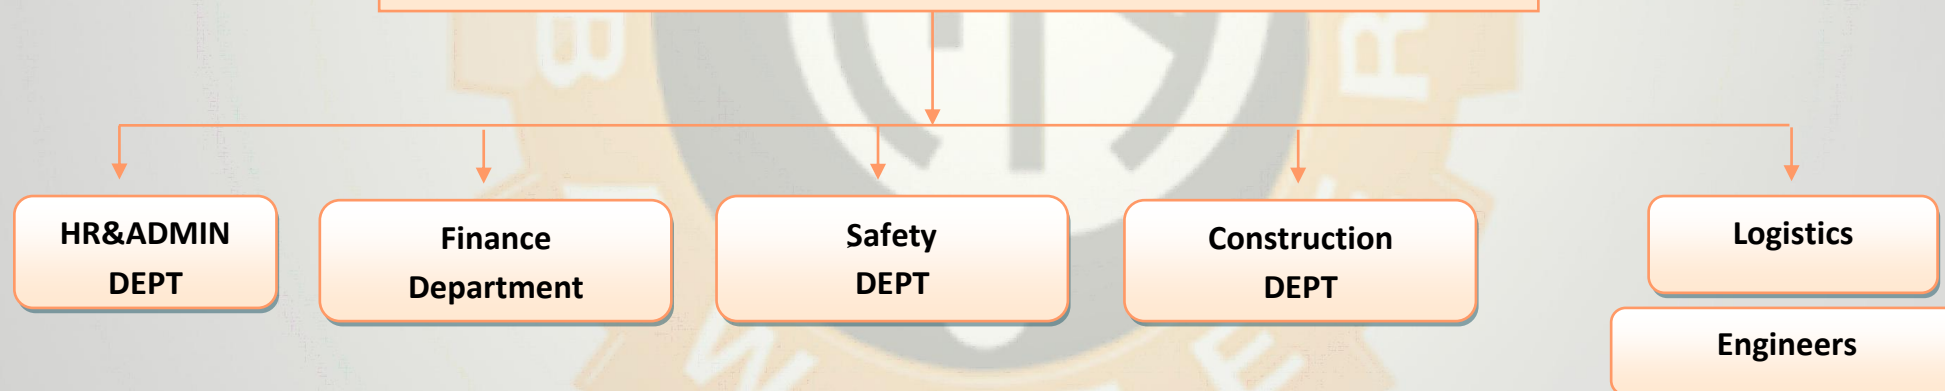 HR&ADMIN
DEPT
Finance
Department
Safety
DEPT
Construction
DEPT
Logistics
Engineers